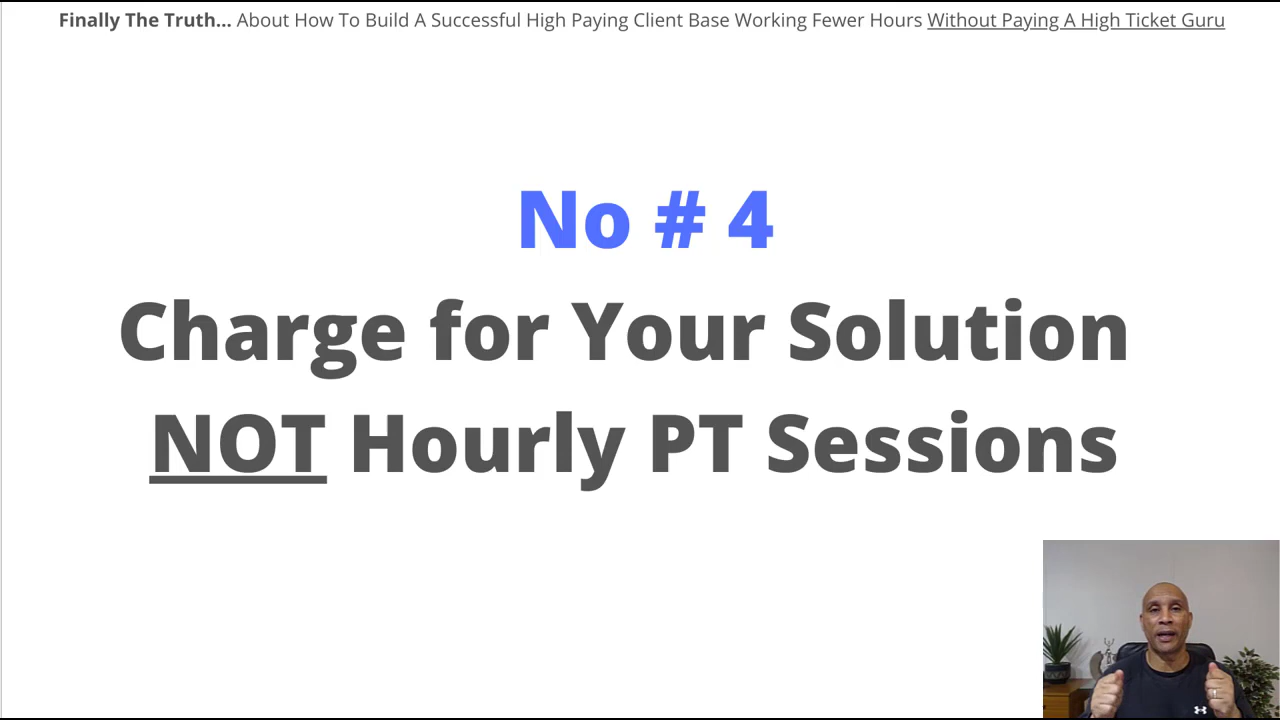 Finally The Truth... About How To Build A Successful High Paying Client Base Working Fewer Hours Without Paying A High Ticket Guru
No # 4
Charge for Your Solution
NOT Hourly PT Sessions